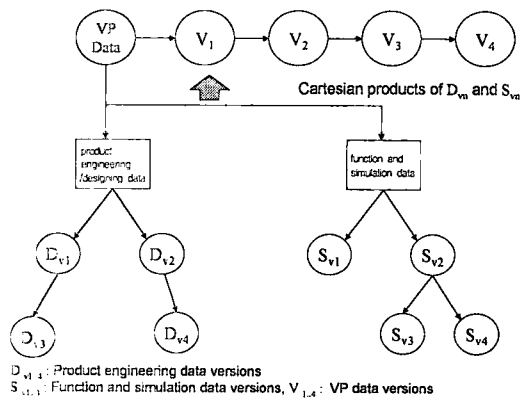 VP
Data
V1
V2
V3
V4
Cartesian products of Dvn and Svn
product
engineering
/designing data
function and
simulation data
Dv1
Dv2
Sv1
Sv2
Dv3
Dv4
Sv3
Sv4
Dv1..4 : Product engineering data versions
: Function and simulation data versions, V1..4 : VP data versions